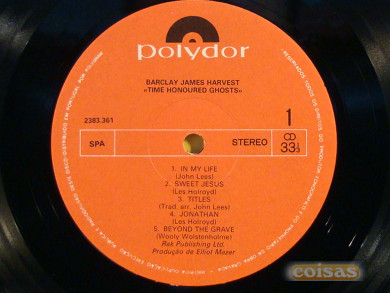 polydor
BARCLAY JAMES HARVEST
«TIME HONOURED GHOSTS»
2383.361
1
SPA
STEREO
33⅓
1. IN MY LIFE
(John Lees)
2. SWEET JESUS
(Les Holroyd)
3. TITLES
(Trad. arr. John Lees)
4. JONATHAN
(Les Holroyd)
5. BEYOND THE GRAVE
(Wooly Wolstenholme)
Rak Publishing Ltd.
Produção de Elliot Mazer
coisas